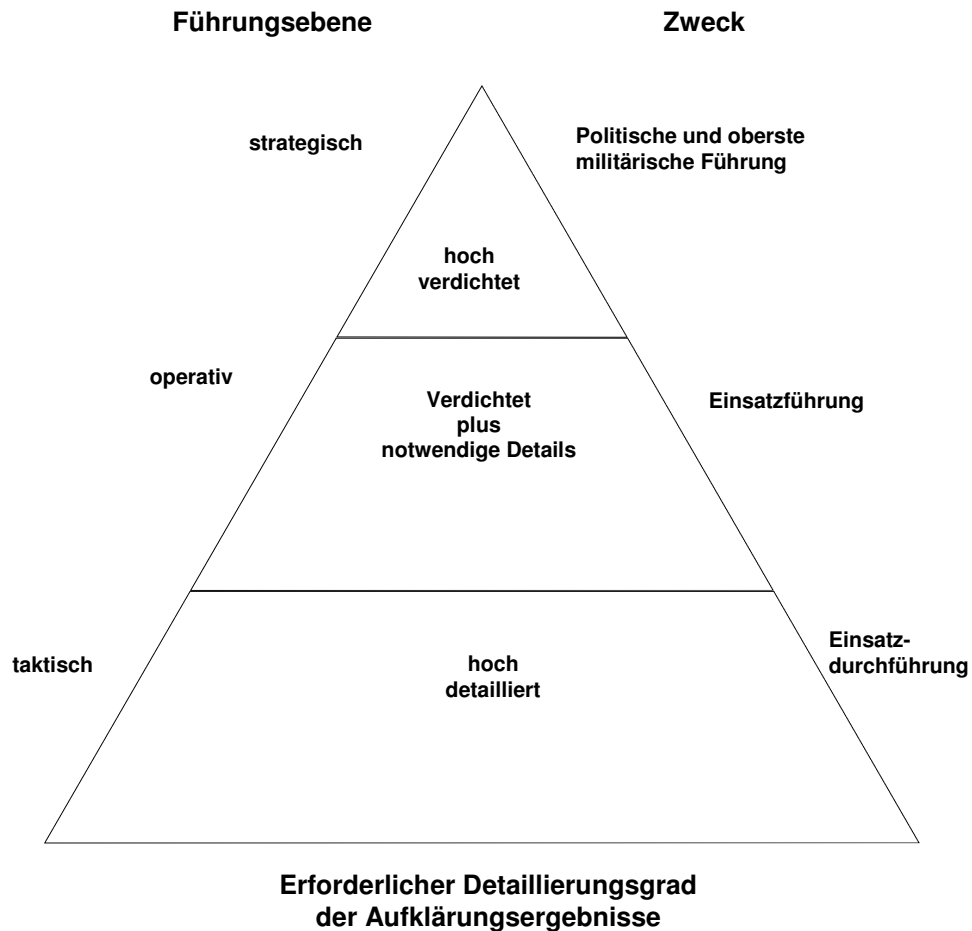 Führungsebene
Zweck
strategisch
Politische und oberste
militärische Führung
hoch
verdichtet
operativ
Verdichtet
plus
notwendige Details
Einsatzführung
taktisch
hoch
detailliert
Einsatz-
durchführung
Erforderlicher Detaillierungsgrad
der Aufklärungsergebnisse